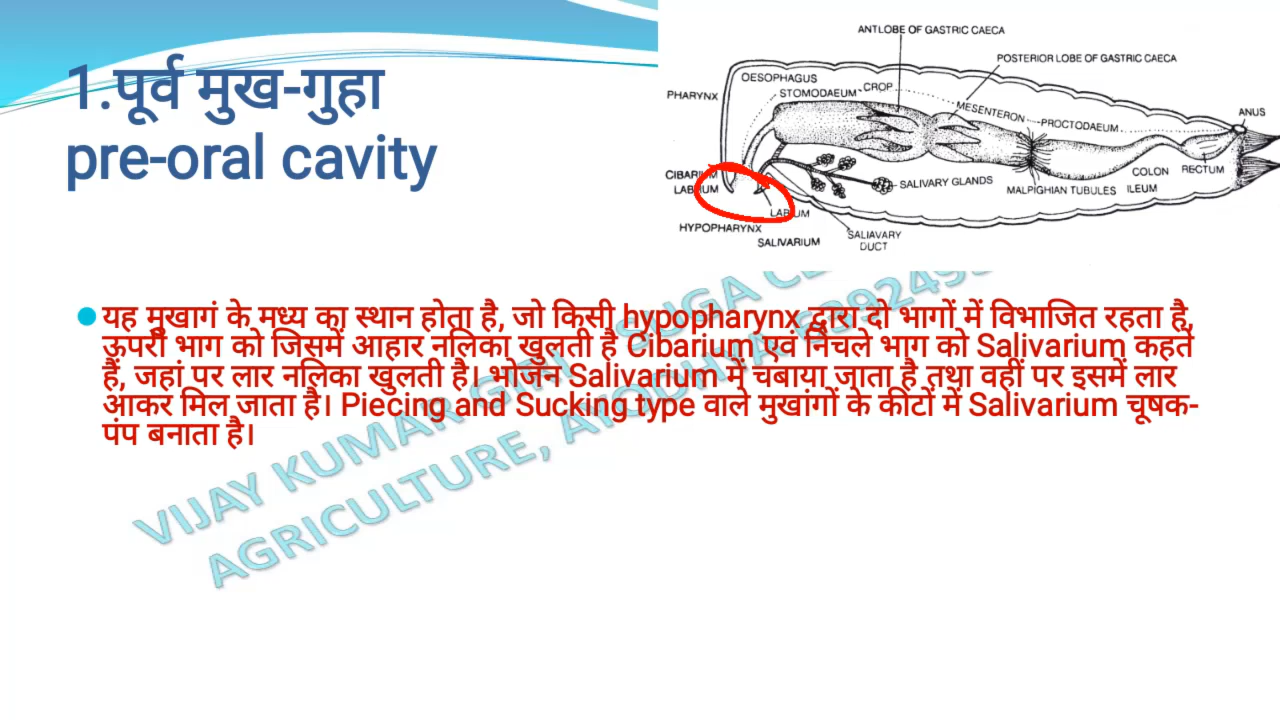 1.पूर्व मुख-गुहा
pre-oral cavity
ANTLOBE OF GASTRIC CAECA
POSTERIOR LOBE OF GASTRIC CAECA
OESOPHAGUS
STOMODAEUM
CROP
PHARYNX
MESENTERON
PROCTODAEUM
ANUS
CIBARIUM
LABRUM
SALIVARY GLANDS
COLON
RECTUM
MALPIGHIAN TUBULES
ILEUM
LABIUM
HYPOPHARYNX
SALIVARIUM
SALIAVARY
DUCT
यह मुखागं के मध्य का स्थान होता है, जो किसी hypopharynx द्वारा दो भागों में विभाजित रहता है,
ऊपरी भाग को जिसमें आहार नलिका खुलती है Cibarium एवं निचले भाग को Salivarium कहते
हैं, जहां पर लार नलिका खुलती है। भोजन Salivarium में चबाया जाता है तथा वहीं पर इसमें लार
आकर मिल जाता है। Piecing and Sucking type वाले मुखांगों के कीटों में Salivarium चूषक-
पंप बनाता है।
VIJAY KUMAR GIRI
AGRICULTURE,